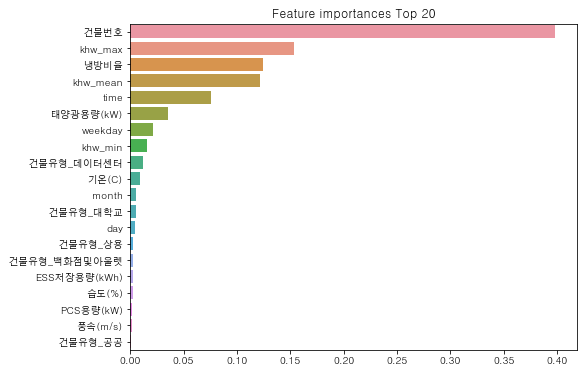 Feature importances Top 20
건물번호
khw_max
냉방비율
khw_mean
time
태양광용량(kW)
weekday
khw_min
건물유형_데이터센터
기온(C)
month
건물유형_대학교
day
건물유형_상용
건물유형_백화점및아울렛
ESS저장용량(kWh)
습도(%)
PCS용량(kW)
풍속(m/s)
건물유형_공공
0.00 0.05 0.10 0.15 0.20 0.25 0.30 0.35 0.40